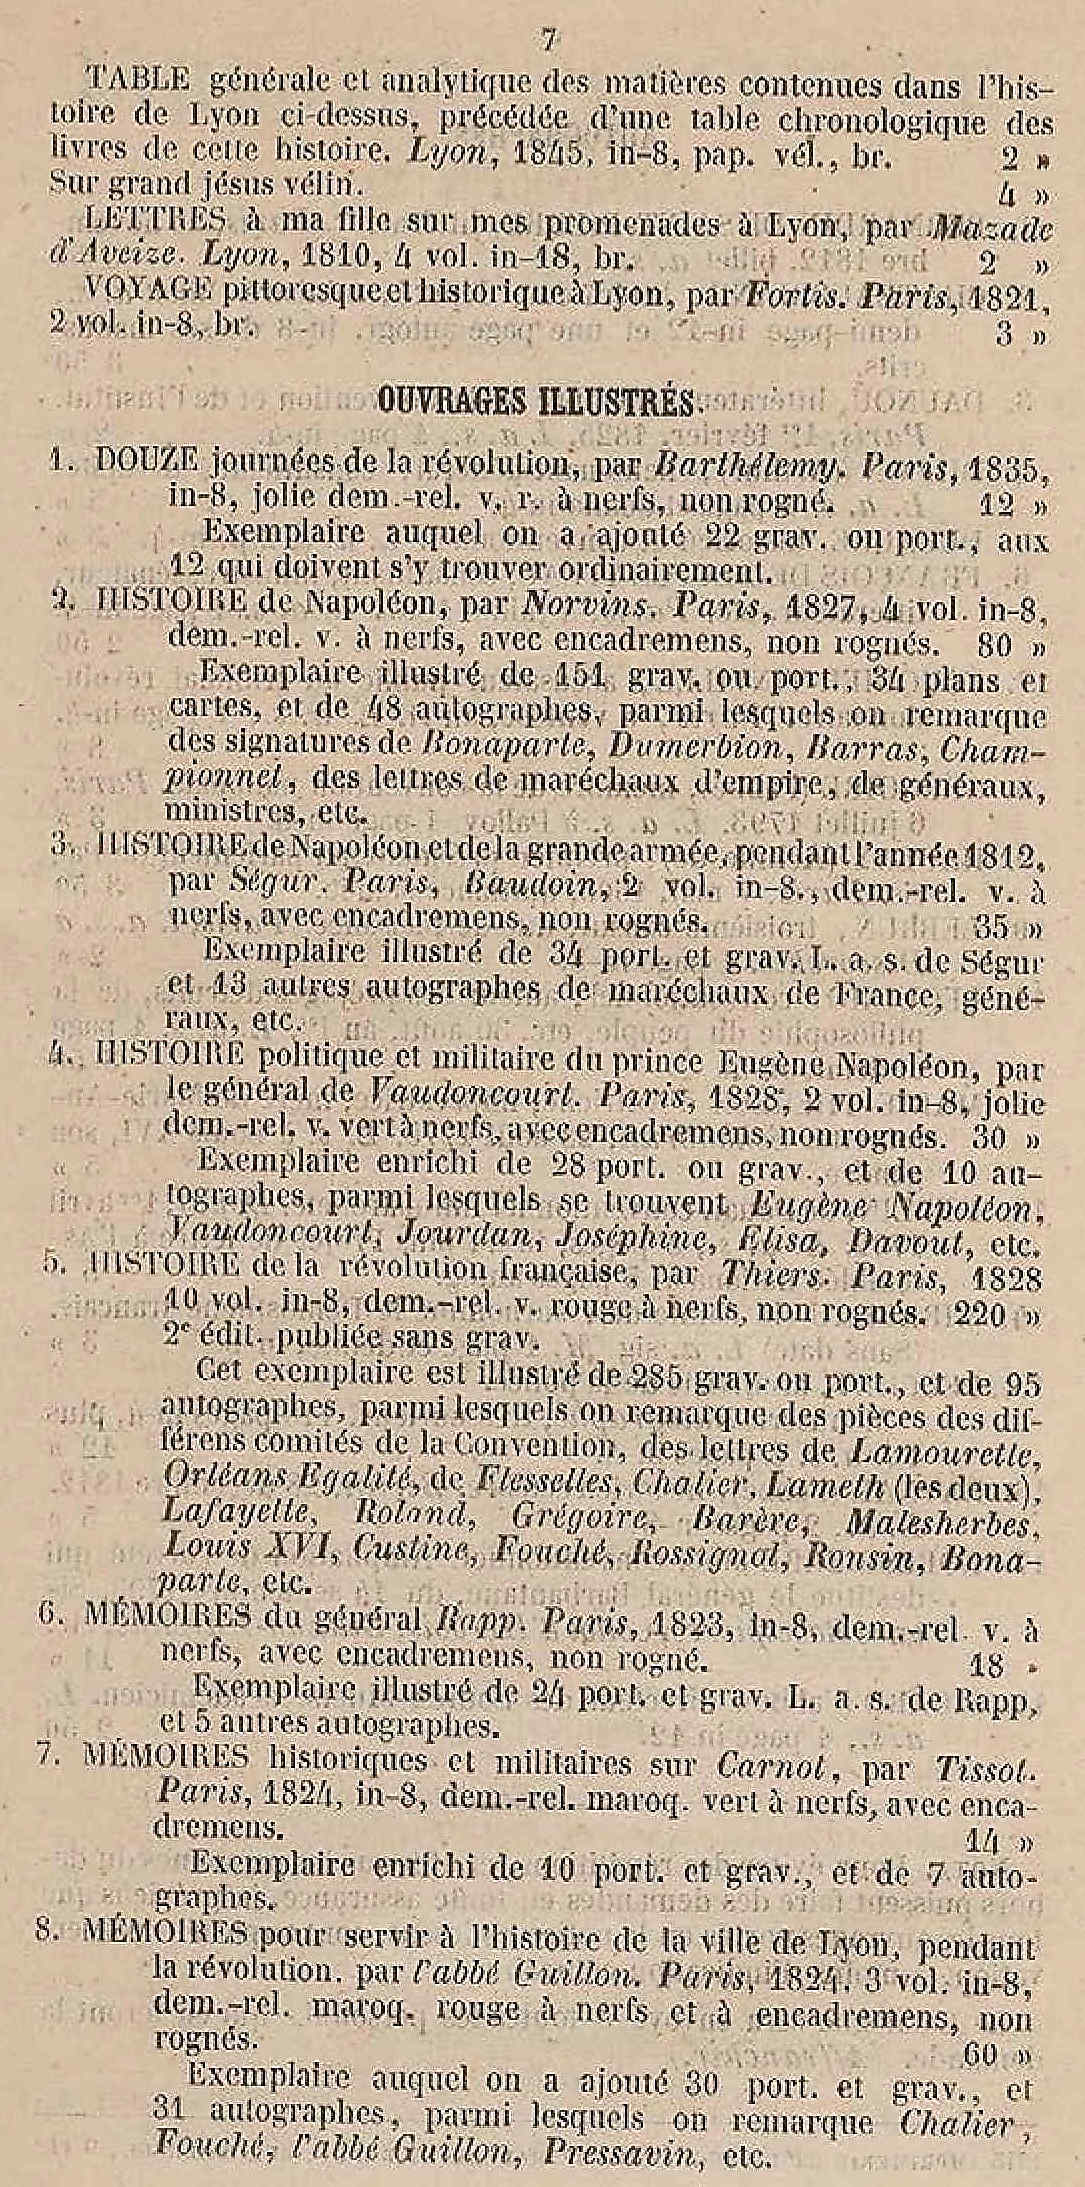 7
TABLE générale et analytique des matières contenues dans l'his-
toire de Lyon ci-dessus, précédée d'une table chronologique des
livres de cette histoire. Lyon, 1845, in-8, pap. vél., br. 2 »
Sur grand jésus vélin. 4 »
LETTRES à ma fille sur mes promenades à Lyon, par Mazade
d'Aveize. Lyon, 1810, 4 vol. in-18, br. 2 »
VOYAGE pittoresque et historique à Lyon, par Fortis. Paris, 1821,
2 vol. in-8, br. 3 »
OUVRAGES ILLUSTRÉS.
1. DOUZE journées de la révolution, par Barthélemy. Paris, 1835,
in-8, jolie dem.-rel. v. r. à nerfs, non rogné. 12 »
Exemplaire auquel on a ajouté 22 grav. ou port., aux
12 qui doivent s'y trouver ordinairement.
2. HISTOIRE de Napoléon, par Norvins. Paris, 1827, 4 vol. in-8,
dem.-rel. v. à nerfs, avec encadremens, non rognés. 80 »
Exemplaire illustré de 151 grav. ou port., 34 plans et
cartes, et de 48 autographes, parmi lesquels on remarque
des signatures de Bonaparte, Dumerbion, Barras, Cham-
pionnet, des lettres de maréchaux d'empire, de généraux,
ministres, etc.
3. HISTOIRE de Napoléon et de la grande armée, pendant l'année 1812,
par Ségur. Paris, Baudoin, 2 vol. in-8., dem.-rel. v. à
nerfs, avec encadremens, non rognés. 35 »
Exemplaire illustré de 34 port. et grav. L. a. s. de Ségur
et 13 autres autographes de maréchaux de France, géné-
raux, etc.
4. HISTOIRE politique et militaire du prince Eugène Napoléon, par
le général de Vaudoncourt. Paris, 1828, 2 vol. in-8, jolie
dem.-rel. v. vert à nerfs, avec encadremens, non rognés. 30 »
Exemplaire enrichi de 28 port. ou grav., et de 10 au-
tographes, parmi lesquels se trouvent Eugène Napoléon,
Vaudoncourt, Jourdan, Joséphine, Elisa, Davout, etc.
5. HISTOIRE de la révolution française, par Thiers. Paris, 1828
10 vol. in-8, dem.-rel. v. rouge à nerfs, non rognés. 220 »
2e édit. publiée sans grav.
Cet exemplaire est illustré de 285 grav. ou port., et de 95
autographes, parmi lesquels on remarque des pièces des dif-
férens comités de la Convention, des lettres de Lamourette,
Orléans Egalité, de Flesselles, Chalier, Lameth (les deux),
Lafayette, Roland, Grégoire, Barère, Malesherbes,
Louis XVI, Custine, Fouché, Rossignol, Ronsin, Bona-
parte, etc.
6. MÉMOIRES du général Rapp. Paris, 1823, in-8, dem.-rel. v. à
nerfs, avec encadremens, non rogné. 18 »
Exemplaire illustré de 24 port. et grav. L. a. s. de Rapp,
et 5 autres autographes.
7. MÉMOIRES historiques et militaires sur Carnot, par Tissot.
Paris, 1824, in-8, dem.-rel. maroq. vert à nerfs, avec enca-
dremens. 14 »
Exemplaire enrichi de 10 port. et grav., et de 7 auto-
graphes.
8. MÉMOIRES pour servir à l'histoire de la ville de Lyon, pendant
la révolution. par l'abbé Guillon. Paris, 1824. 3 vol. in-8,
dem.-rel. maroq. rouge à nerfs et à encadremens, non
rognés. 60 »
Exemplaire auquel on a ajouté 30 port. et grav., et
31 autographes, parmi lesquels on remarque Chalier,
Fouché, l'abbé Guillon, Pressavin, etc.